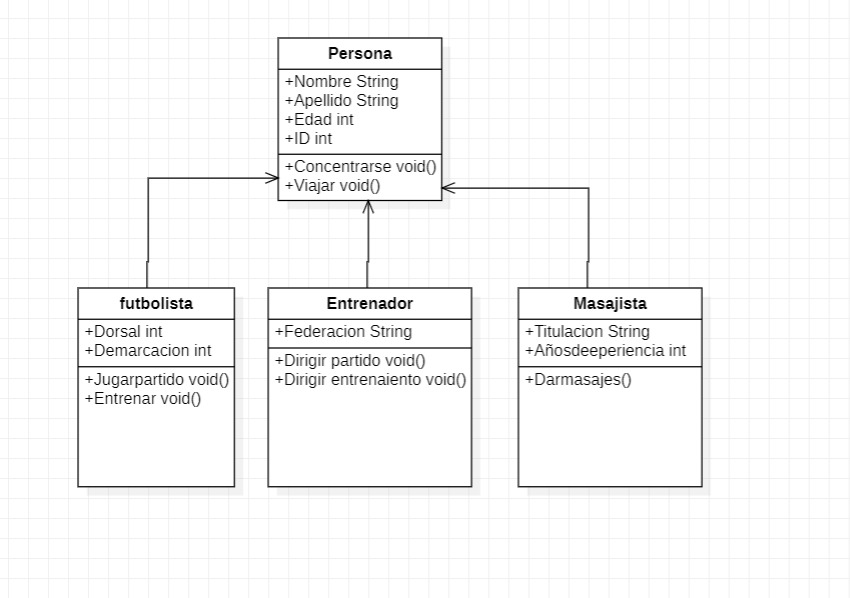 Persona
+Nombre String
+Apellido String
+Edad int
+ID int
+Concentrarse void()
+Viajar void()
futbolista
+Dorsal int
+Demarcacion int
+Jugarpartido void()
+Entrenar void()
Entrenador
+Federacion String
+Dirigir partido void()
+Dirigir entrenaiento void()
Masajista
+Titulacion String
+Añosdeeperiencia int
+Darmasajes()